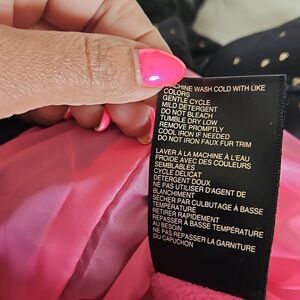 MACHINE WASH COLD WITH LIKE
COLORS
GENTLE CYCLE
MILD DETERGENT
DO NOT BLEACH
TUMBLE DRY LOW
REMOVE PROMPTLY
COOL IRON IF NEEDED
DO NOT IRON FAUX FUR TRIM
LAVER À LA MACHINE À L'EAU
FROIDE AVEC DES COULEURS
SEMBLABLES
CYCLE DÉLICAT
DÉTERGENT DOUX
NE PAS UTILISER D'AGENT DE
BLANCHIMENT
SÉCHER PAR CULBUTAGE À BASSE
TEMPÉRATURE
RETIRER RAPIDEMENT
REPASSER À BASSE TEMPÉRATURE
AU BESOIN
NE PAS REPASSER LA GARNITURE
DU CAPUCHON